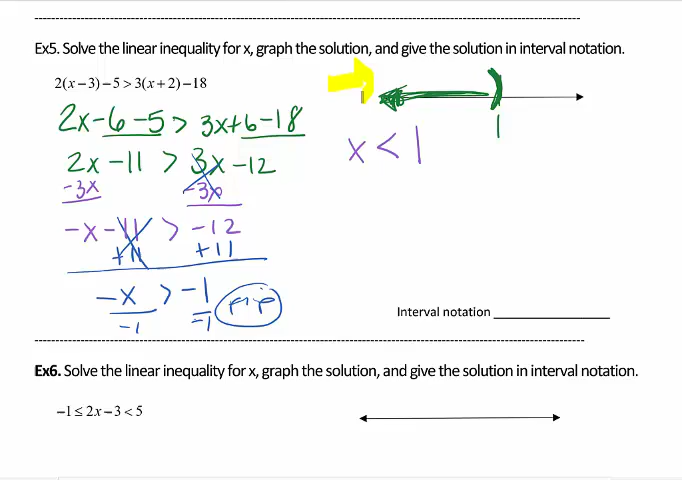 Ex5. Solve the linear inequality for x, graph the solution, and give the solution in interval notation.
2(x−3)−5>3(x+2)−18
2x-6-5 > 3x+6-18
2x -11 > 3x -12
-3x -3x
-x -11 > -12
+11 +11
-x > -1
-1 -1 flip
)
1
x < 1
Interval notation ____________
Ex6. Solve the linear inequality for x, graph the solution, and give the solution in interval notation.
−1 ≤ 2x−3 < 5